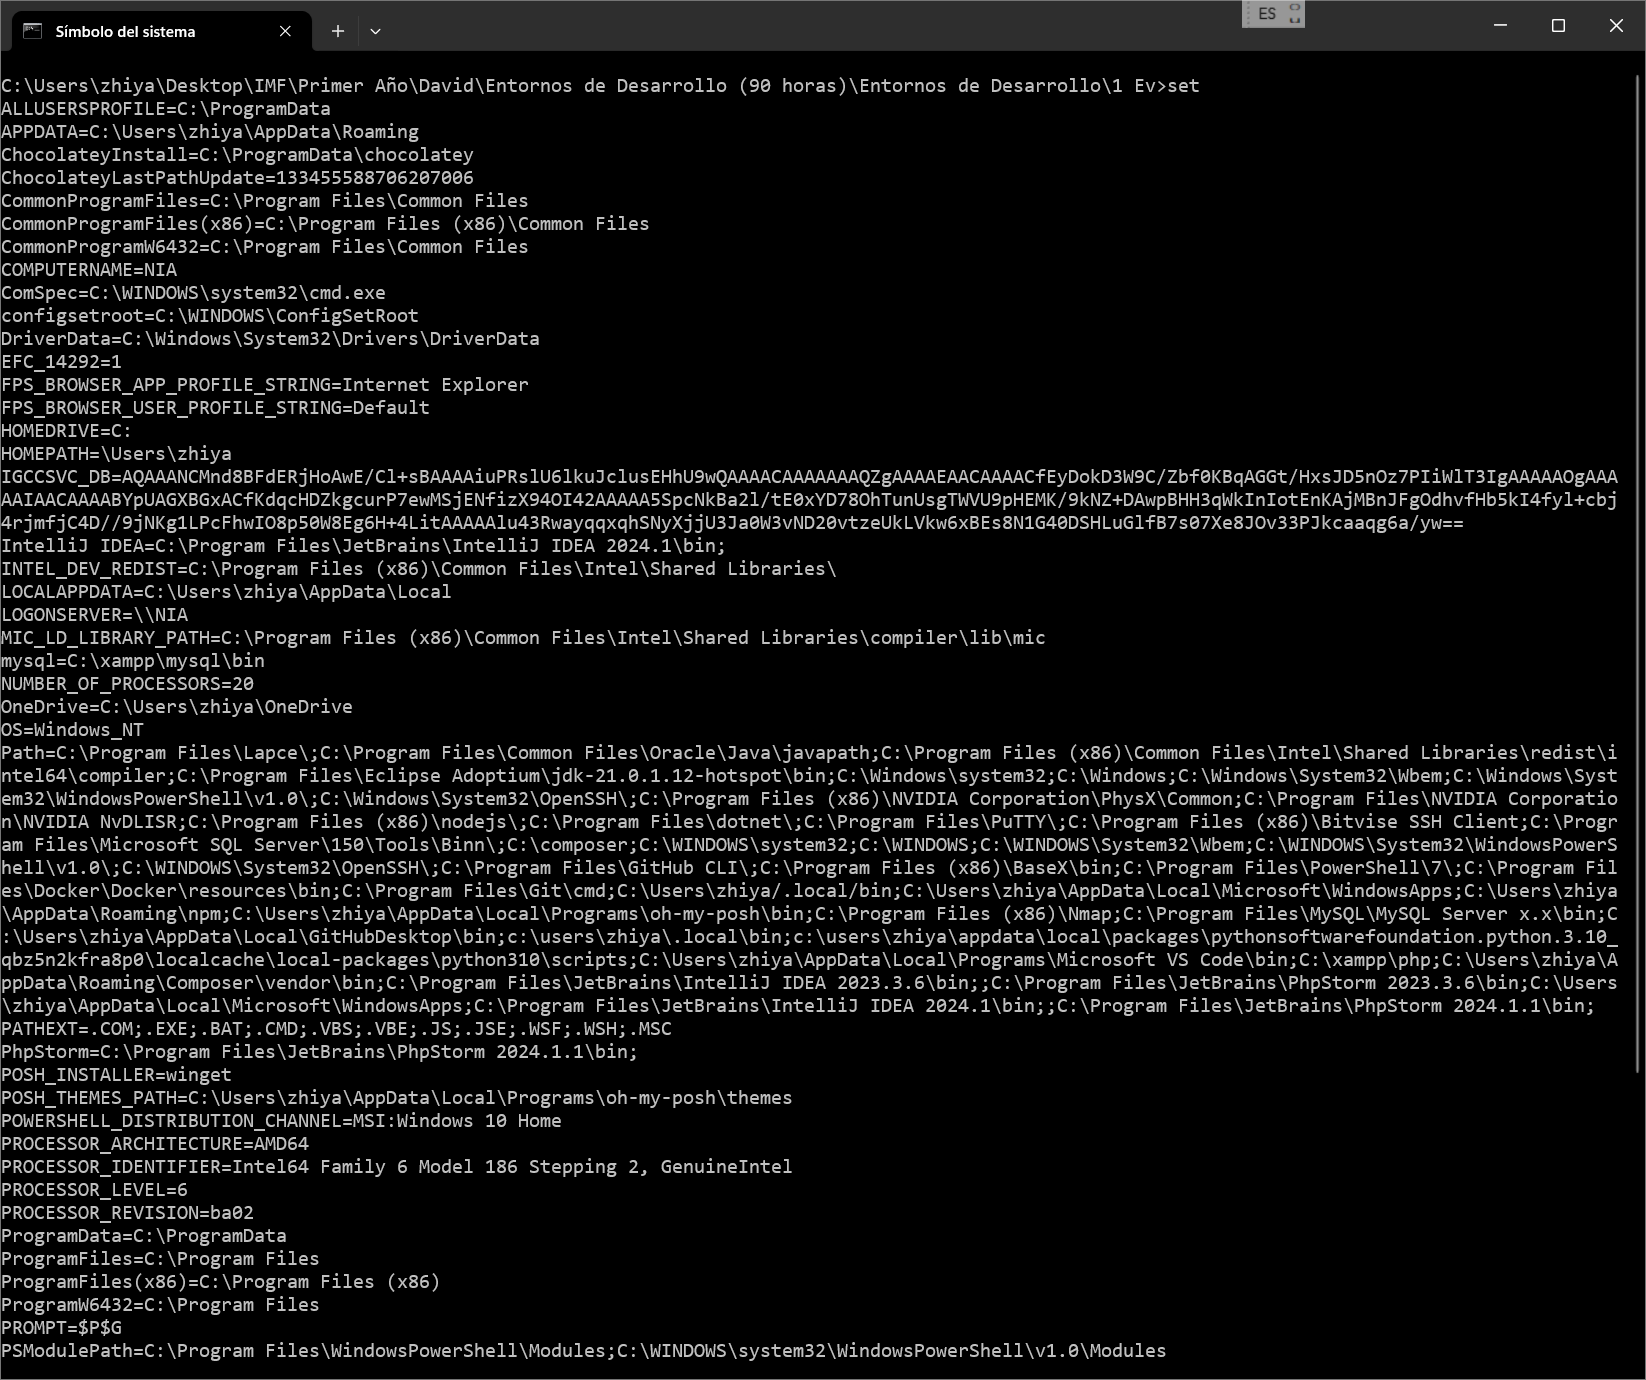 Símbolo del sistema
ES
C:\Users\zhiya\Desktop\IMF\Primer Año\David\Entornos de Desarrollo (90 horas)\Entornos de Desarrollo\1 Ev>set
ALLUSERSPROFILE=C:\ProgramData
APPDATA=C:\Users\zhiya\AppData\Roaming
ChocolateyInstall=C:\ProgramData\chocolatey
ChocolateyLastPathUpdate=133455588706207006
CommonProgramFiles=C:\Program Files\Common Files
CommonProgramFiles(x86)=C:\Program Files (x86)\Common Files
CommonProgramW6432=C:\Program Files\Common Files
COMPUTERNAME=NIA
ComSpec=C:\WINDOWS\system32\cmd.exe
configsetroot=C:\WINDOWS\ConfigSetRoot
DriverData=C:\Windows\System32\Drivers\DriverData
EFC_14292=1
FPS_BROWSER_APP_PROFILE_STRING=Internet Explorer
FPS_BROWSER_USER_PROFILE_STRING=Default
HOMEDRIVE=C:
HOMEPATH=\Users\zhiya
IGCCSVC_DB=AQAAANCMnd8BFdERjHoAwE/Cl+sBAAAAiuPRslU6lkuJclusEHhU9wQAAAACAAAAAAAQZgAAAAEAACAAAACfEyDokD3W9C/Zbf0KBqAGGt/HxsJD5nOz7PIiWlT3IgAAAAAOgAAA
AAIAACAAAABYpUAGXBGxACfKdqcHDZkgcurP7ewMSjENfizX94OI42AAAAA5SpcNkBa2l/tE0xYD78OhTunUsgTWVU9pHEMK/9kNZ+DAwpBHH3qWkInIotEnKAjMBnJFgOdhvfHb5kI4fyl+cbj
4rjmfjC4D//9jNKg1LPcFhwIO8p50W8Eg6H+4LitAAAAAlu43RwayqqxqhSNyXjjU3Ja0W3vND20vtzeUkLVkw6xBEs8N1G40DSHLuGlfB7s07Xe8JOv33PJkcaaqg6a/yw==
IntelliJ IDEA=C:\Program Files\JetBrains\IntelliJ IDEA 2024.1\bin;
INTEL_DEV_REDIST=C:\Program Files (x86)\Common Files\Intel\Shared Libraries\
LOCALAPPDATA=C:\Users\zhiya\AppData\Local
LOGONSERVER=\\NIA
MIC_LD_LIBRARY_PATH=C:\Program Files (x86)\Common Files\Intel\Shared Libraries\compiler\lib\mic
mysql=C:\xampp\mysql\bin
NUMBER_OF_PROCESSORS=20
OneDrive=C:\Users\zhiya\OneDrive
OS=Windows_NT
Path=C:\Program Files\Lapce\;C:\Program Files\Common Files\Oracle\Java\javapath;C:\Program Files (x86)\Common Files\Intel\Shared Libraries\redist\i
ntel64\compiler;C:\Program Files\Eclipse Adoptium\jdk-21.0.1.12-hotspot\bin;C:\Windows\system32;C:\Windows;C:\Windows\System32\Wbem;C:\Windows\Syst
em32\WindowsPowerShell\v1.0\;C:\Windows\System32\OpenSSH\;C:\Program Files (x86)\NVIDIA Corporation\PhysX\Common;C:\Program Files\NVIDIA Corporatio
n\NVIDIA NvDLISR;C:\Program Files (x86)\nodejs\;C:\Program Files\dotnet\;C:\Program Files\PuTTY\;C:\Program Files (x86)\Bitvise SSH Client;C:\Progr
am Files\Microsoft SQL Server\150\Tools\Binn\;C:\composer;C:\WINDOWS\system32;C:\WINDOWS;C:\WINDOWS\System32\Wbem;C:\WINDOWS\System32\WindowsPowerS
hell\v1.0\;C:\WINDOWS\System32\OpenSSH\;C:\Program Files\GitHub CLI\;C:\Program Files (x86)\BaseX\bin;C:\Program Files\PowerShell\7\;C:\Program Fil
es\Docker\Docker\resources\bin;C:\Program Files\Git\cmd;C:\Users\zhiya/.local/bin;C:\Users\zhiya\AppData\Local\Microsoft\WindowsApps;C:\Users\zhiya
\AppData\Roaming\npm;C:\Users\zhiya\AppData\Local\Programs\oh-my-posh\bin;C:\Program Files (x86)\Nmap;C:\Program Files\MySQL\MySQL Server x.x\bin;C
:\Users\zhiya\AppData\Local\GitHubDesktop\bin;c:\users\zhiya\.local\bin;c:\users\zhiya\appdata\local\packages\pythonsoftwarefoundation.python.3.10_
qbz5n2kfra8p0\localcache\local-packages\python310\scripts;C:\Users\zhiya\AppData\Local\Programs\Microsoft VS Code\bin;C:\xampp\php;C:\Users\zhiya\A
ppData\Roaming\Composer\vendor\bin;C:\Program Files\JetBrains\IntelliJ IDEA 2023.3.6\bin;;C:\Program Files\JetBrains\PhpStorm 2023.3.6\bin;C:\Users
\zhiya\AppData\Local\Microsoft\WindowsApps;C:\Program Files\JetBrains\IntelliJ IDEA 2024.1\bin;;C:\Program Files\JetBrains\PhpStorm 2024.1.1\bin;
PATHEXT=.COM;.EXE;.BAT;.CMD;.VBS;.VBE;.JS;.JSE;.WSF;.WSH;.MSC
PhpStorm=C:\Program Files\JetBrains\PhpStorm 2024.1.1\bin;
POSH_INSTALLER=winget
POSH_THEMES_PATH=C:\Users\zhiya\AppData\Local\Programs\oh-my-posh\themes
POWERSHELL_DISTRIBUTION_CHANNEL=MSI:Windows 10 Home
PROCESSOR_ARCHITECTURE=AMD64
PROCESSOR_IDENTIFIER=Intel64 Family 6 Model 186 Stepping 2, GenuineIntel
PROCESSOR_LEVEL=6
PROCESSOR_REVISION=ba02
ProgramData=C:\ProgramData
ProgramFiles=C:\Program Files
ProgramFiles(x86)=C:\Program Files (x86)
ProgramW6432=C:\Program Files
PROMPT=$P$G
PSModulePath=C:\Program Files\WindowsPowerShell\Modules;C:\WINDOWS\system32\WindowsPowerShell\v1.0\Modules